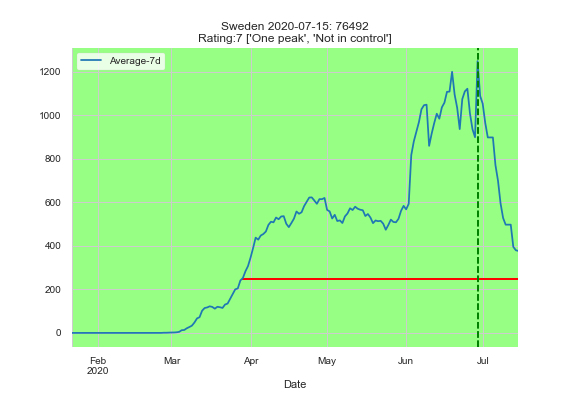 Sweden 2020-07-15: 76492
Rating:7 ['One peak', 'Not in control']
Average-7d
1200
1000
800
600
400
200
0
Feb
2020
Mar
Apr
May
Jun
Jul
Date